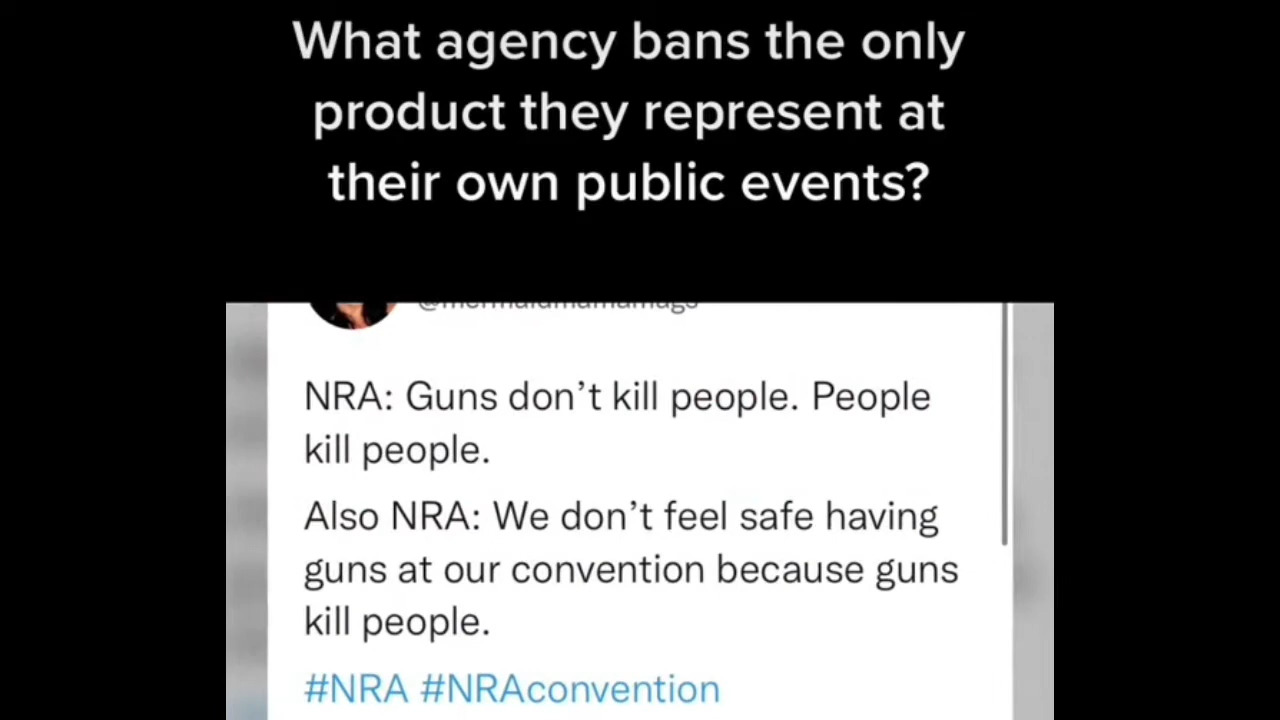 What agency bans the only
product they represent at
their own public events?
NRA: Guns don’t kill people. People
kill people.
Also NRA: We don’t feel safe having
guns at our convention because guns
kill people.
#NRA #NRAconvention